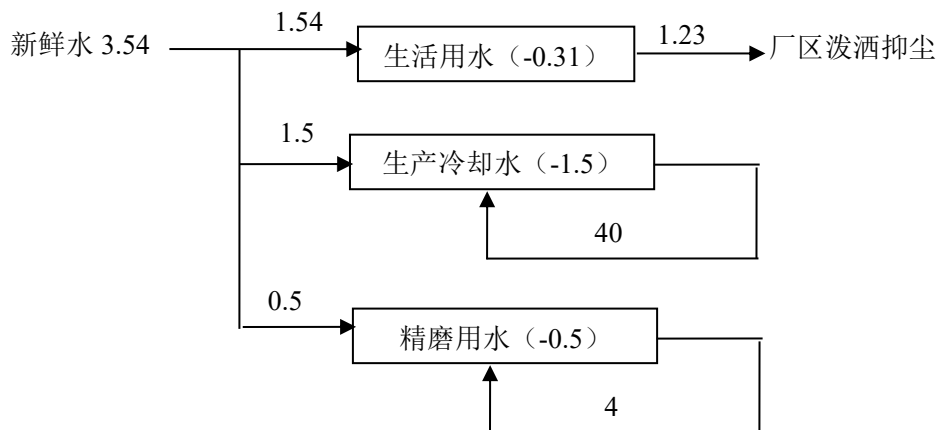 新鲜水 3.54
1.54
生活用水（-0.31）
1.23
厂区泼洒抑尘
1.5
生产冷却水（-1.5）
40
0.5
精磨用水（-0.5）
4